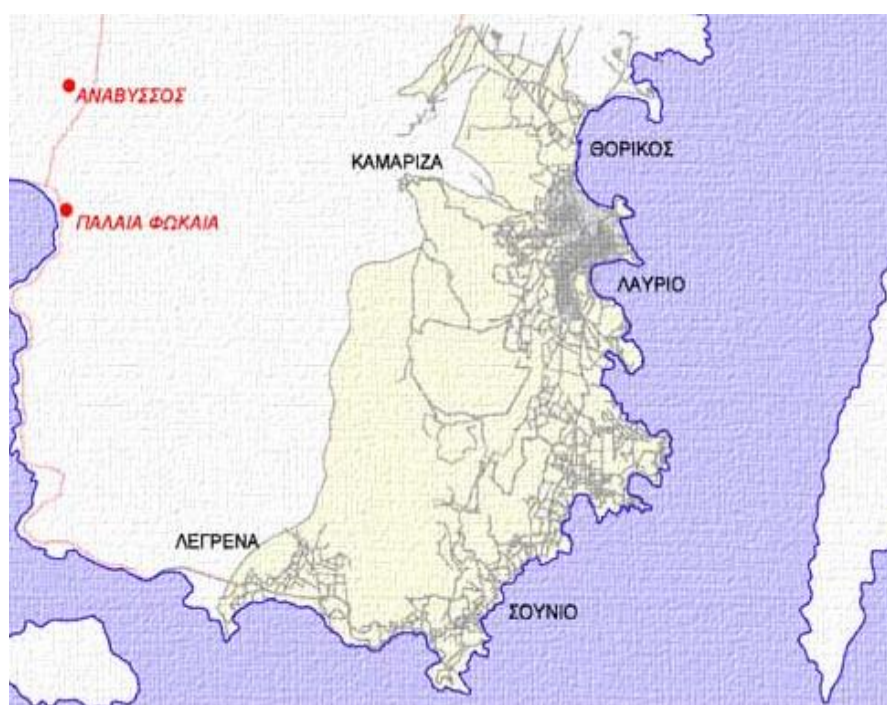 ΑΝΑΒΥΣΣΟΣ
ΚΑΜΑΡΙΖΑ
ΘΟΡΙΚΟΣ
ΠΑΛΑΙΑ ΦΩΚΑΙΑ
ΛΑΥΡΙΟ
ΛΕΓΡΕΝΑ
ΣΟΥΝΙΟ